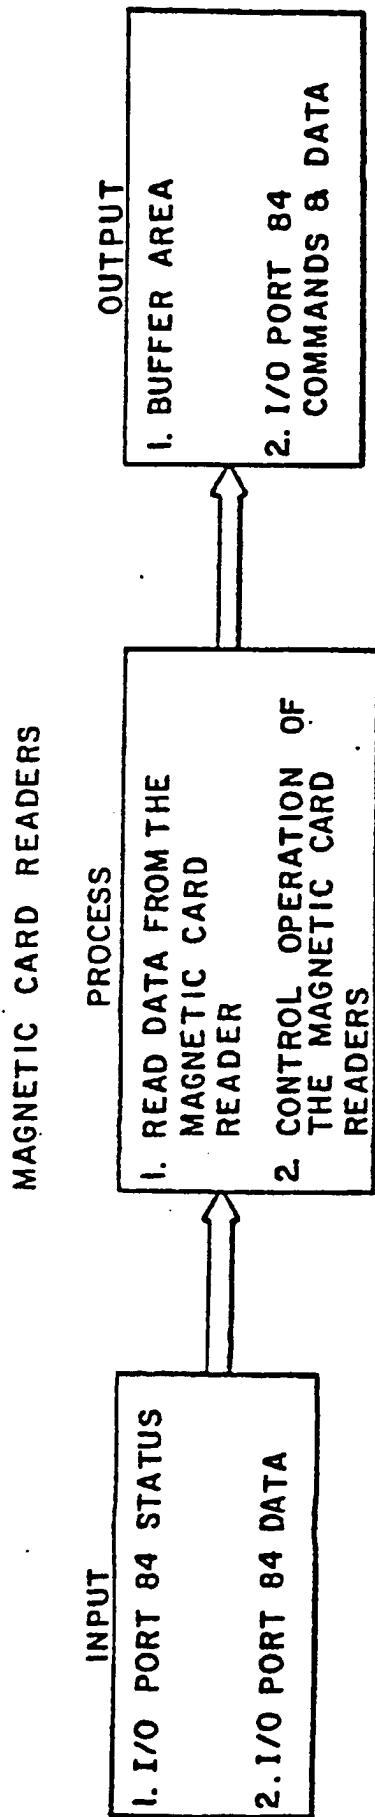 MAGNETIC CARD READERS
INPUT
1. I/O PORT 84 STATUS
2. I/O PORT 84 DATA
PROCESS
1. READ DATA FROM THE
MAGNETIC CARD
READER
2. CONTROL OPERATION OF
THE MAGNETIC CARD
READERS
OUTPUT
1. BUFFER AREA
2. I/O PORT 84
COMMANDS & DATA